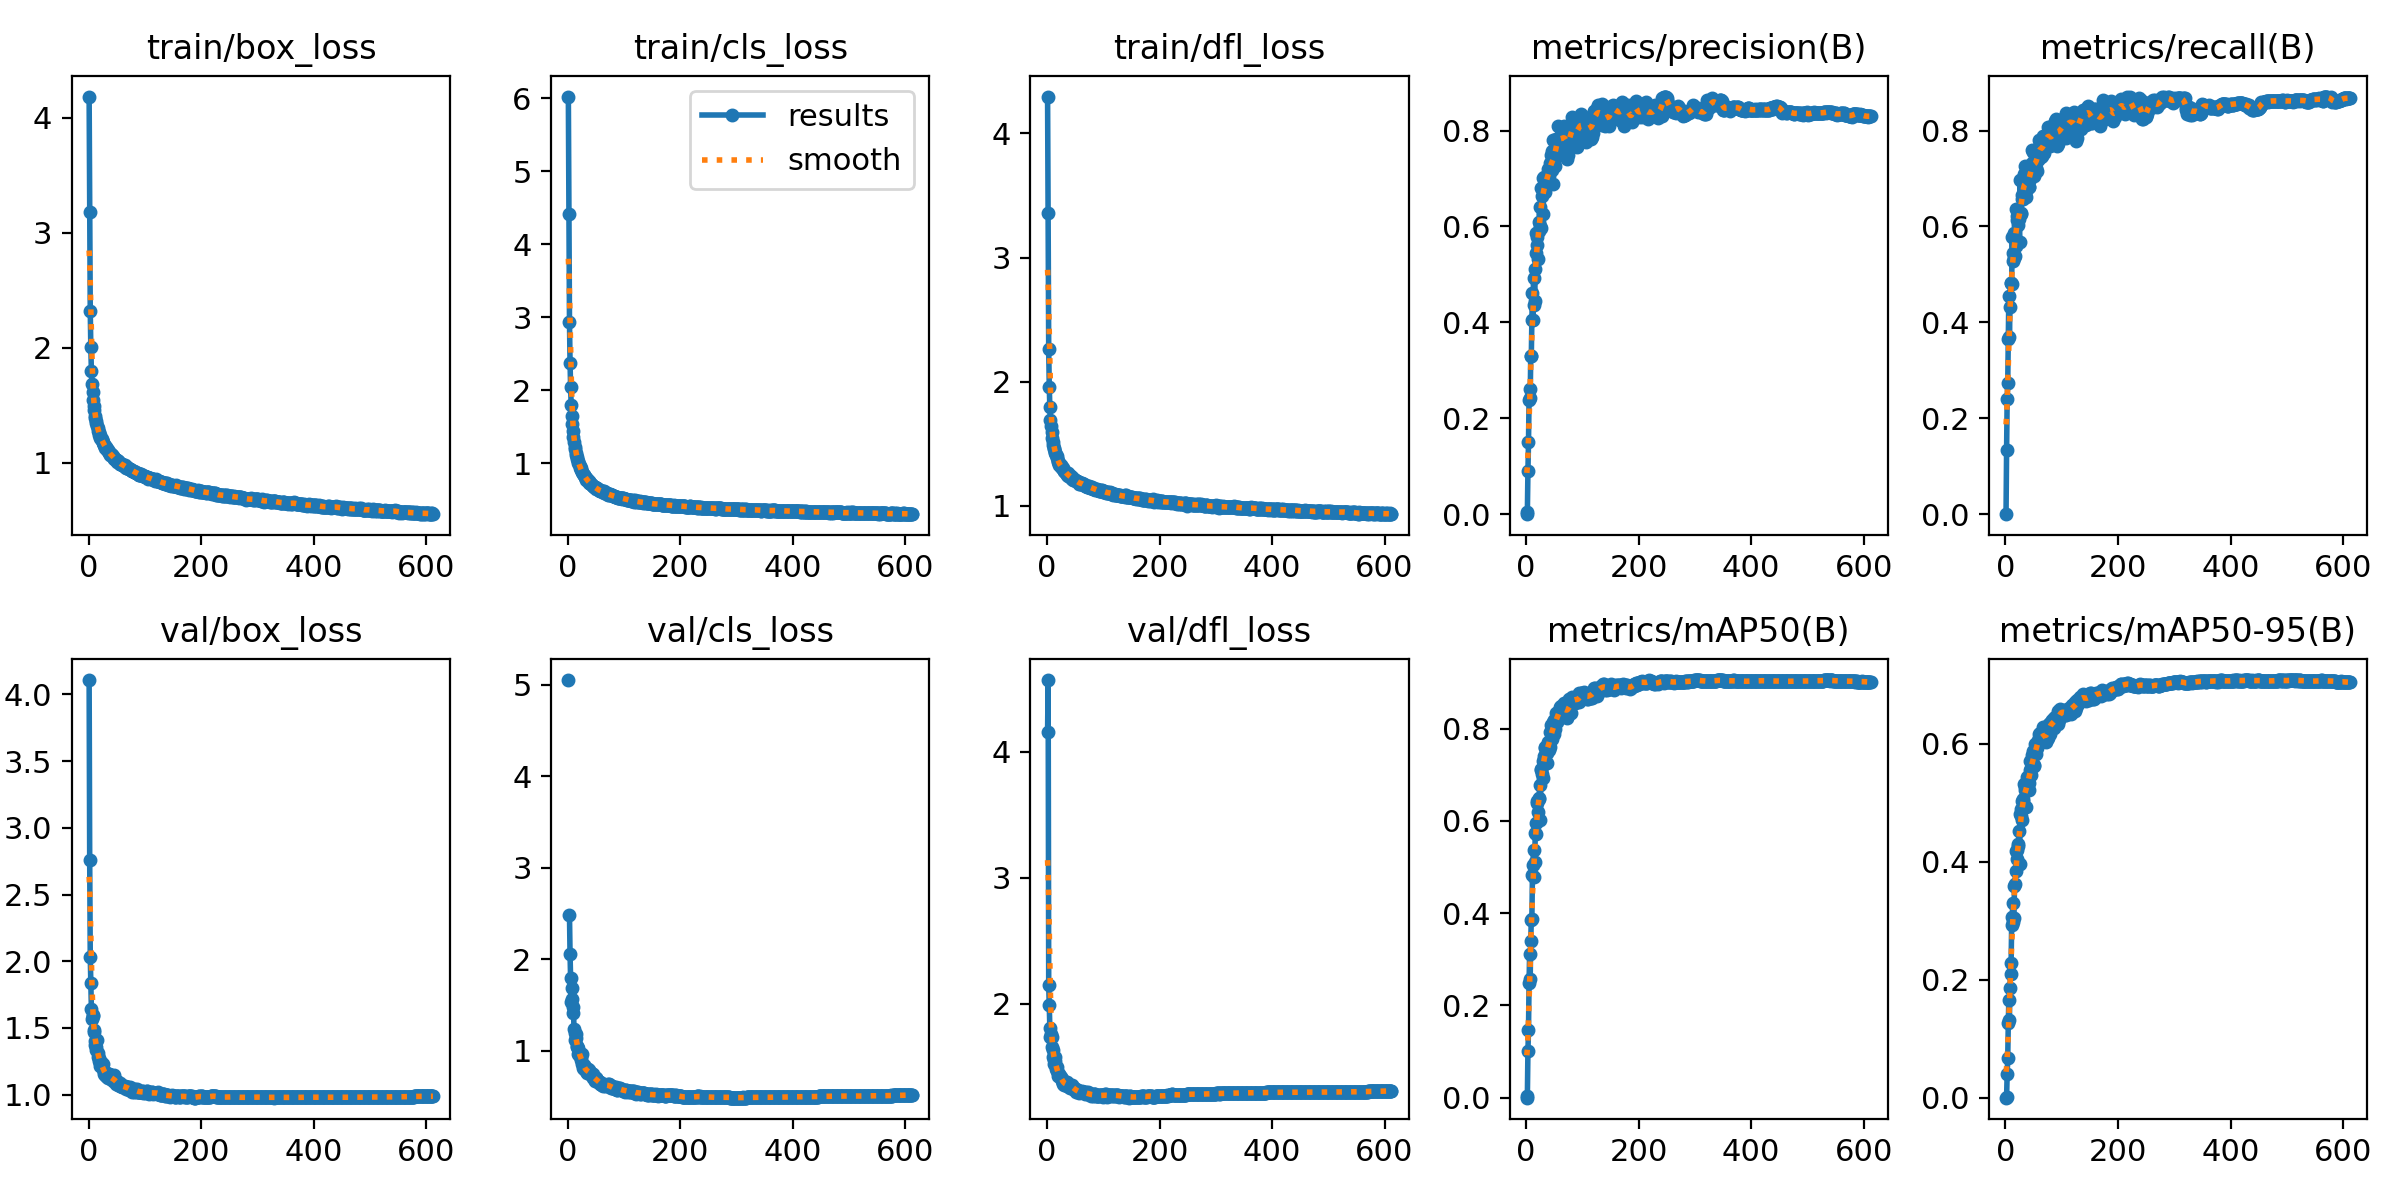 train/box_loss
4
3
2
1
0 200 400 600
train/cls_loss
results
smooth
6
5
4
3
2
1
0 200 400 600
train/dfl_loss
4
3
2
1
0 200 400 600
metrics/precision(B)
0.8
0.6
0.4
0.2
0.0
0 200 400 600
metrics/recall(B)
0.8
0.6
0.4
0.2
0.0
0 200 400 600
val/box_loss
4.0
3.5
3.0
2.5
2.0
1.5
1.0
0 200 400 600
val/cls_loss
5
4
3
2
1
0 200 400 600
val/dfl_loss
4
3
2
0 200 400 600
metrics/mAP50(B)
0.8
0.6
0.4
0.2
0.0
0 200 400 600
metrics/mAP50-95(B)
0.6
0.4
0.2
0.0
0 200 400 600